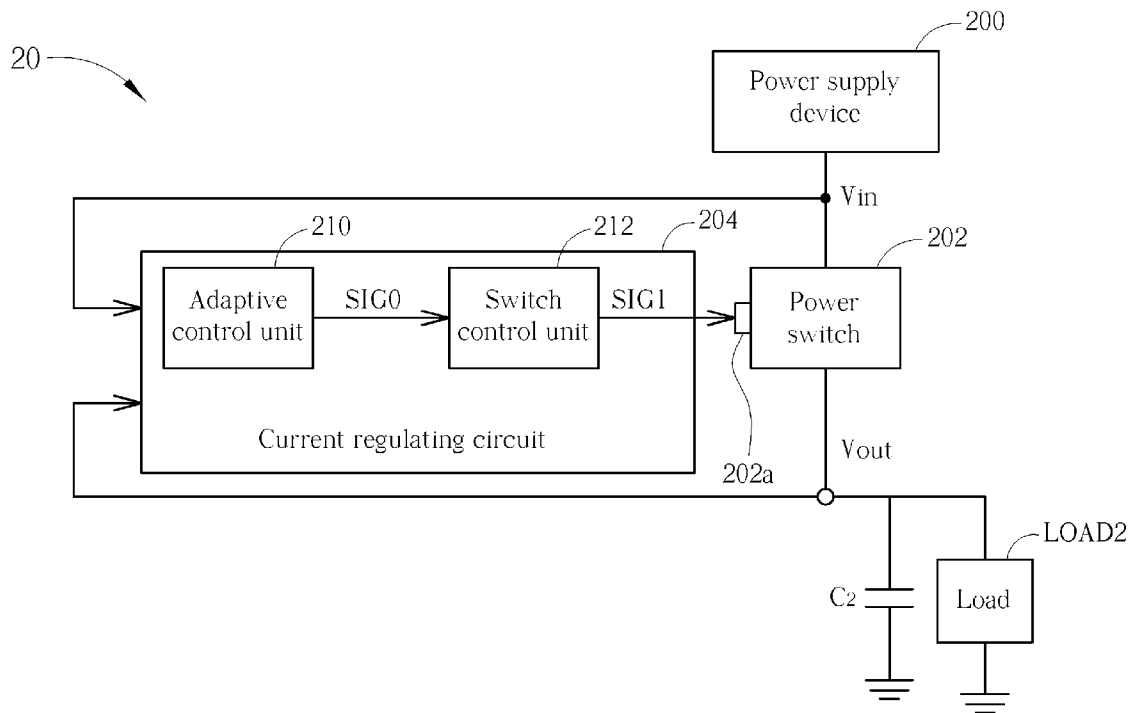 200
20
Power supply
device
Vin
210
212
204
202
Adaptive
control unit
SIG0
Switch
control unit
SIG1
Power
switch
Current regulating circuit
202a
Vout
LOAD2
C2
Load